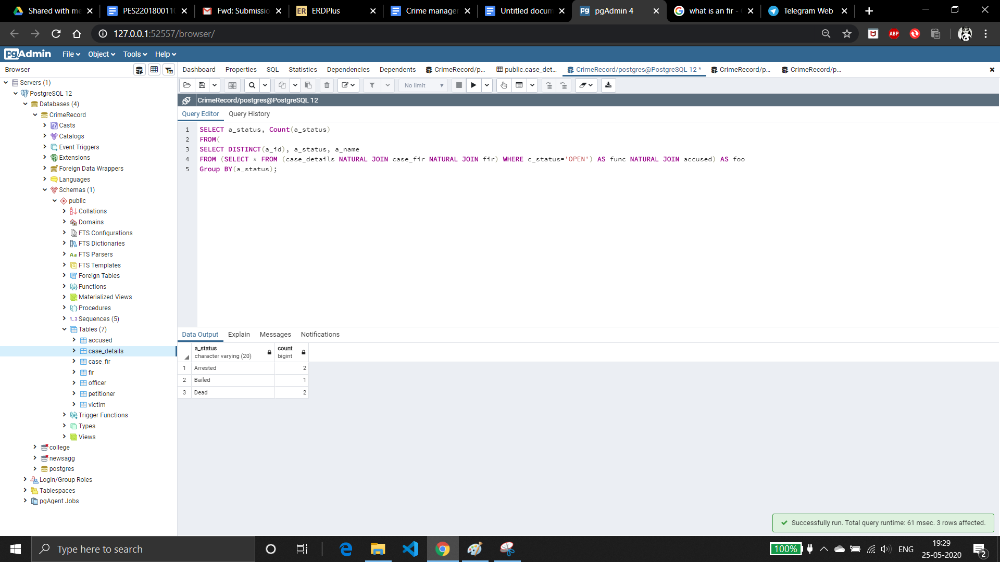 Shared with me
PES220180011
Fwd: Submissio
ER ERDPlus
Crime manager
Untitled docum
pgAdmin 4
what is an fir -
Telegram Web
127.0.0.1:52557/browser/
ABP
pgAdmin File Object Tools Help
Browser
Dashboard Properties SQL Statistics Dependencies Dependents CrimeRecord/p... public.case_det... CrimeRecord/postgres@PostgreSQL 12 * CrimeRecord/p... CrimeRecord/p...
No limit
CrimeRecord/postgres@PostgreSQL 12
Query Editor Query History
1 SELECT a_status, Count(a_status)
2 FROM(
3 SELECT DISTINCT(a_id), a_status, a_name
4 FROM (SELECT * FROM (case_details NATURAL JOIN case_fir NATURAL JOIN fir) WHERE c_status='OPEN') AS func NATURAL JOIN accused) AS foo
5 Group BY(a_status);
Servers (1)
PostgreSQL 12
Databases (4)
CrimeRecord
Casts
Catalogs
Event Triggers
Extensions
Foreign Data Wrappers
Languages
Schemas (1)
public
Collations
Domains
FTS Configurations
FTS Dictionaries
Aa FTS Parsers
FTS Templates
Foreign Tables
Functions
Materialized Views
Procedures
1..3 Sequences (5)
Tables (7)
accused
case_details
case_fir
fir
officer
petitioner
victim
Trigger Functions
Types
Views
college
newsagg
postgres
Login/Group Roles
Tablespaces
pgAgent Jobs
Data Output Explain Messages Notifications
a_status
character varying (20)
count
bigint
1 Arrested 2
2 Bailed 1
3 Dead 2
Successfully run. Total query runtime: 61 msec. 3 rows affected.
Type here to search
100%
ENG
19:29
25-05-2020
2